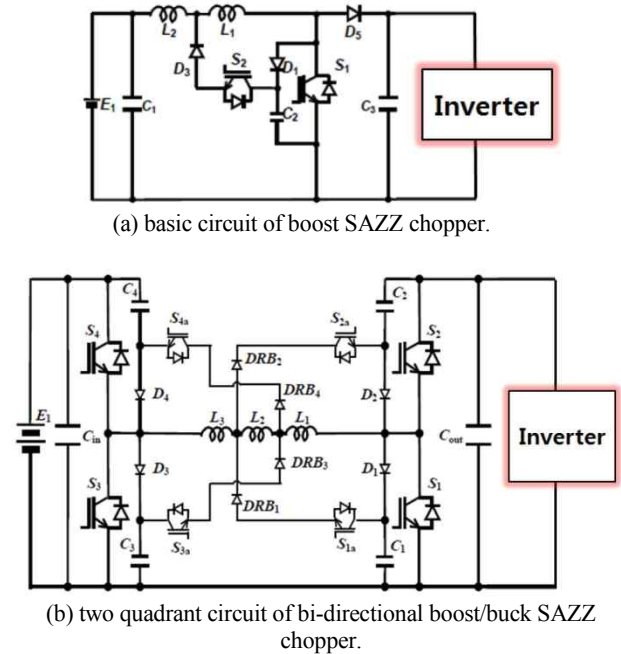 L₂ L₁ D₅
D₃ S₂ D₁ S₁
E₁ C₁ C₂ C₃ Inverter
(a) basic circuit of boost SAZZ chopper.
C₄ C₂
S₄ S₄ₐ S₂ₐ S₂
DRB₂
D₄ DRB₄ D₂
E₁ Cin L₃ L₂ L₁ Cout Inverter
S₃ D₃ DRB₃ D₁ S₁
DRB₁
C₃ S₃ₐ S₁ₐ C₁
(b) two quadrant circuit of bi-directional boost/buck SAZZ
chopper.